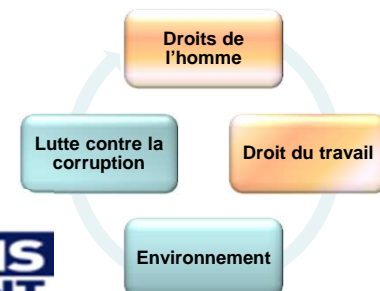 Droits de
l'homme
Lutte contre la
corruption
Droit du travail
Environnement